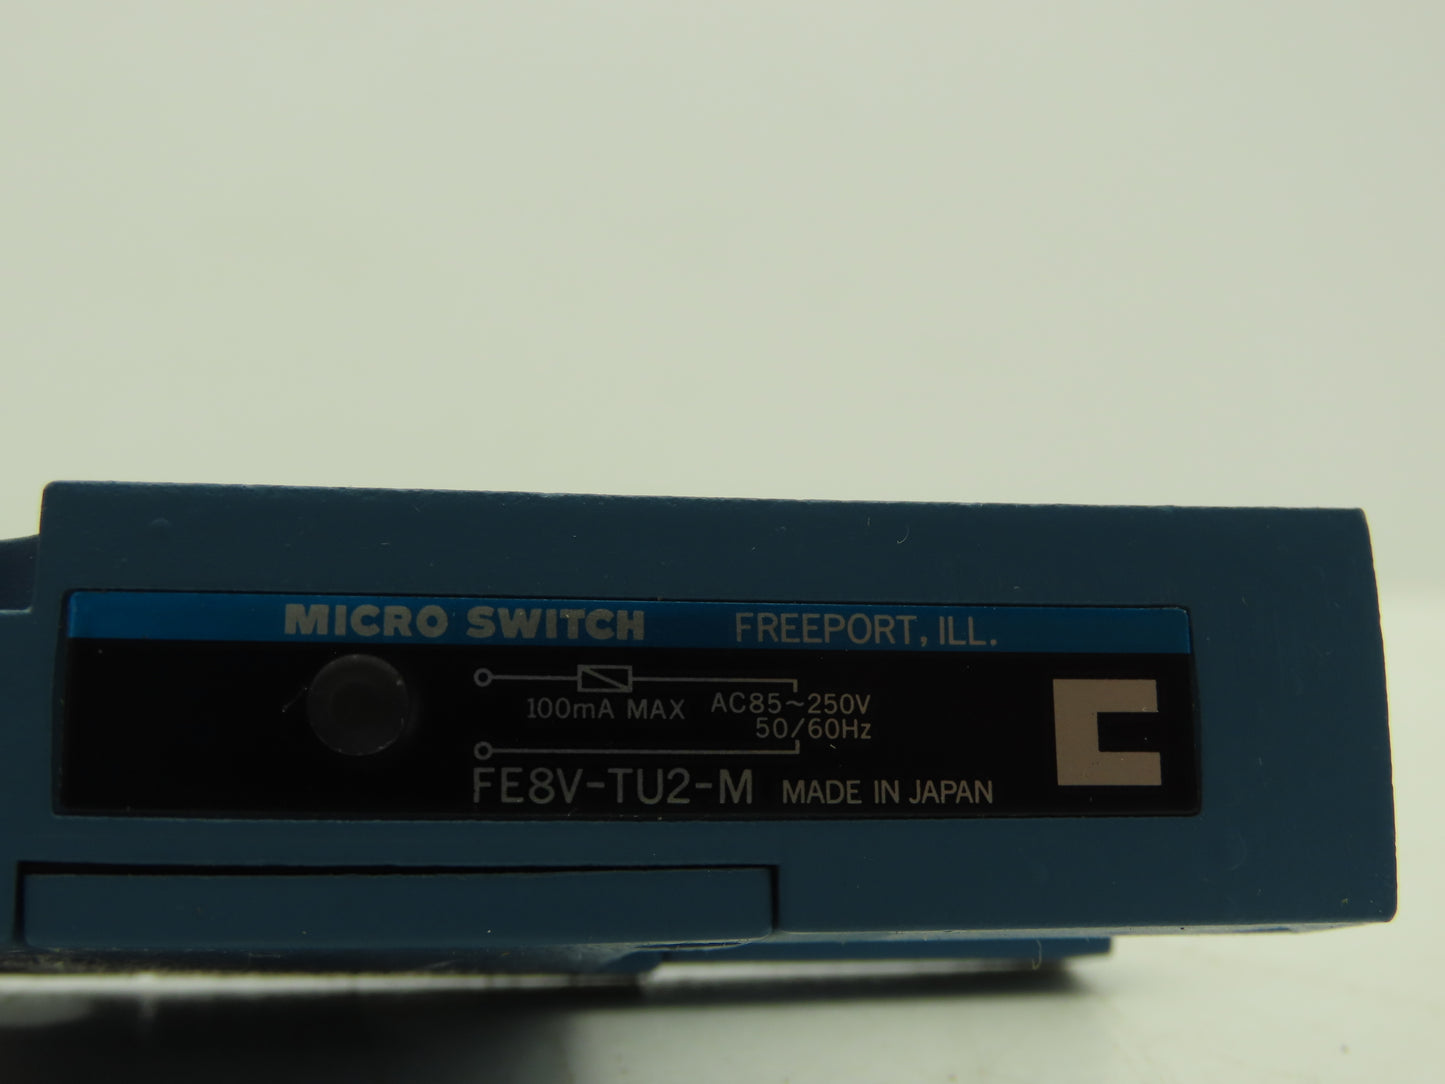 MICRO SWITCH FREEPORT, ILL.
100mA MAX AC85~250V
50/60Hz
FE8V-TU2-M MADE IN JAPAN